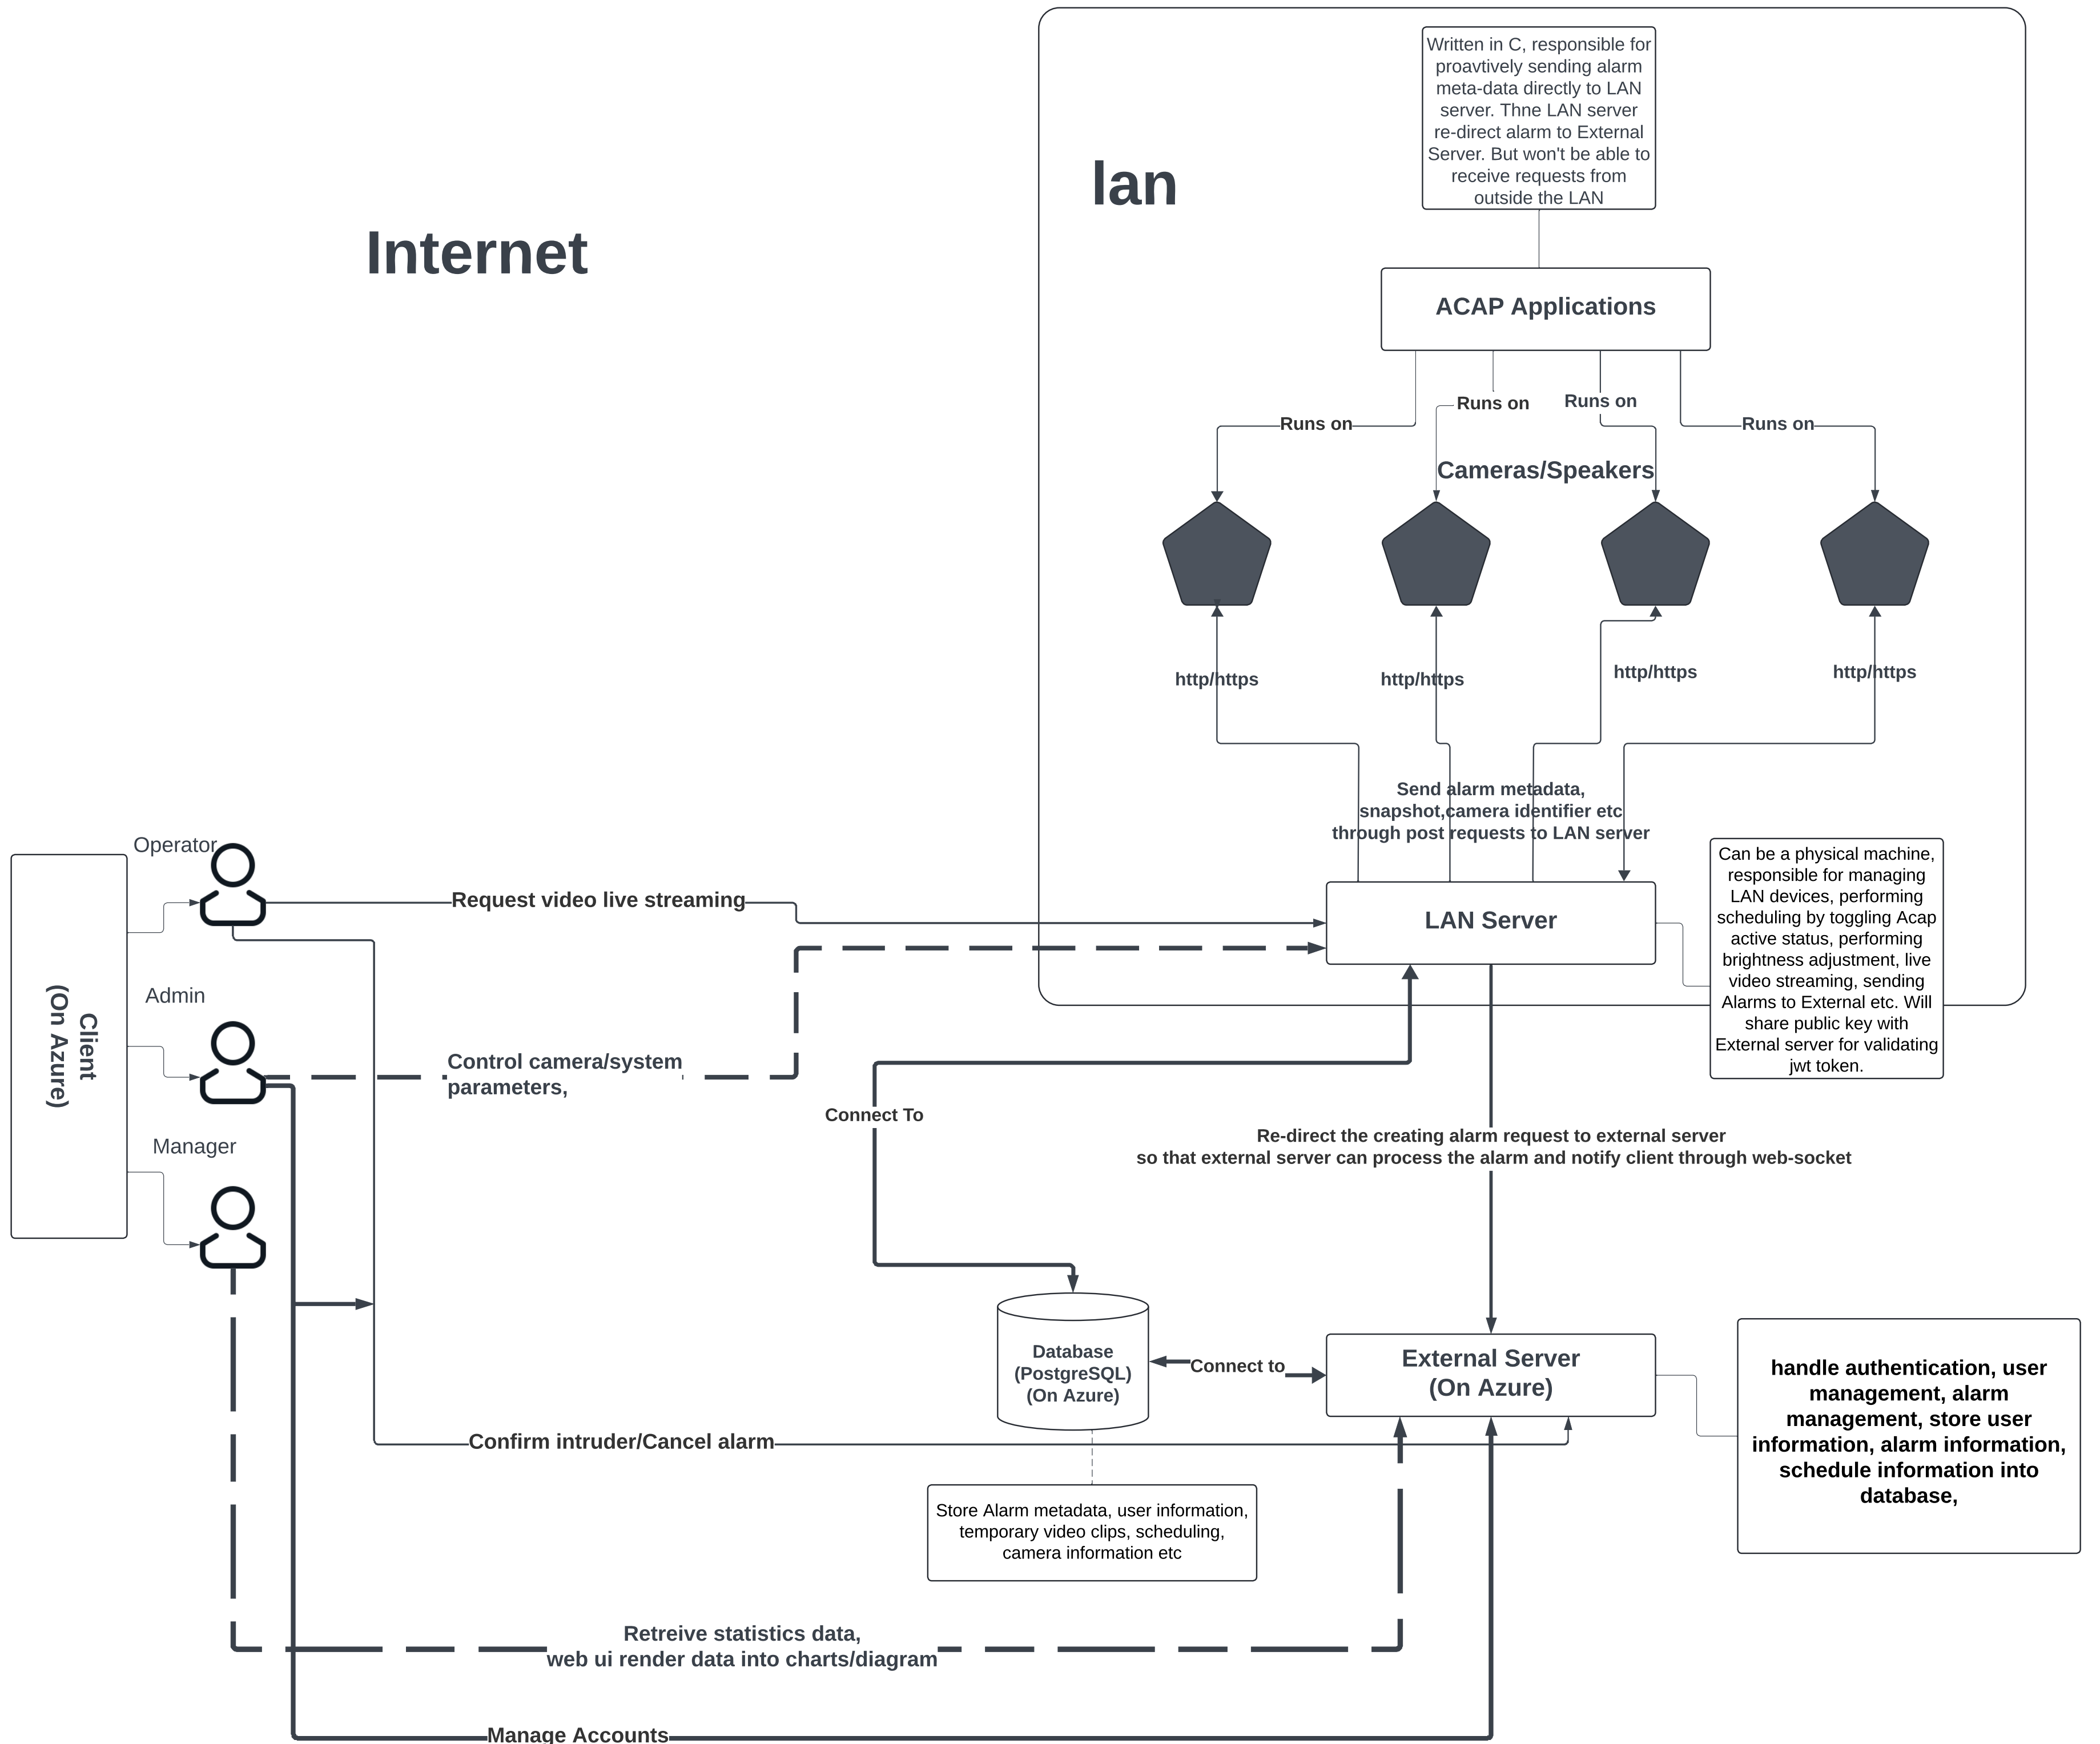 Written in C, responsible for
proavtively sending alarm
meta-data directly to LAN
server. Thne LAN server
re-direct alarm to External
Server. But won't be able to
receive requests from
outside the LAN
lan
Internet
ACAP Applications
Runs on
Runs on
Runs on
Runs on
Cameras/Speakers
http/https
http/https
http/https
http/https
Send alarm metadata,
snapshot,camera identifier etc
through post requests to LAN server
LAN Server
Can be a physical machine,
responsible for managing
LAN devices, performing
scheduling by toggling Acap
active status, performing
brightness adjustment, live
video streaming, sending
Alarms to External etc. Will
share public key with
External server for validating
jwt token.
Operator
Request video live streaming
Client
(On Azure)
Admin
Control camera/system
parameters,
Manager
Connect To
Re-direct the creating alarm request to external server
so that external server can process the alarm and notify client through web-socket
Database
(PostgreSQL)
(On Azure)
Connect to
External Server
(On Azure)
handle authentication, user
management, alarm
management, store user
information, alarm information,
schedule information into
database,
Confirm intruder/Cancel alarm
Store Alarm metadata, user information,
temporary video clips, scheduling,
camera information etc
Retreive statistics data,
web ui render data into charts/diagram
Manage Accounts